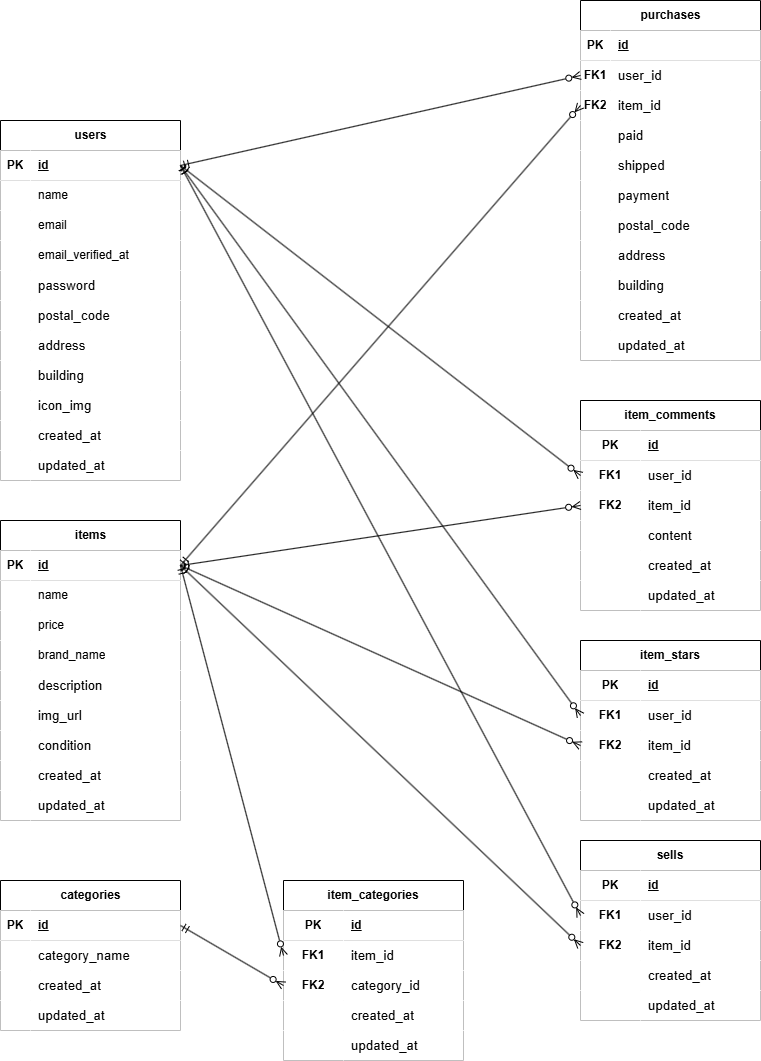 users
PK id
name
email
email_verified_at
password
postal_code
address
building
icon_img
created_at
updated_at
items
PK id
name
price
brand_name
description
img_url
condition
created_at
updated_at
categories
PK id
category_name
created_at
updated_at
item_categories
PK id
FK1 item_id
FK2 category_id
created_at
updated_at
purchases
PK id
FK1 user_id
FK2 item_id
paid
shipped
payment
postal_code
address
building
created_at
updated_at
item_comments
PK id
FK1 user_id
FK2 item_id
content
created_at
updated_at
item_stars
PK id
FK1 user_id
FK2 item_id
created_at
updated_at
sells
PK id
FK1 user_id
FK2 item_id
created_at
updated_at